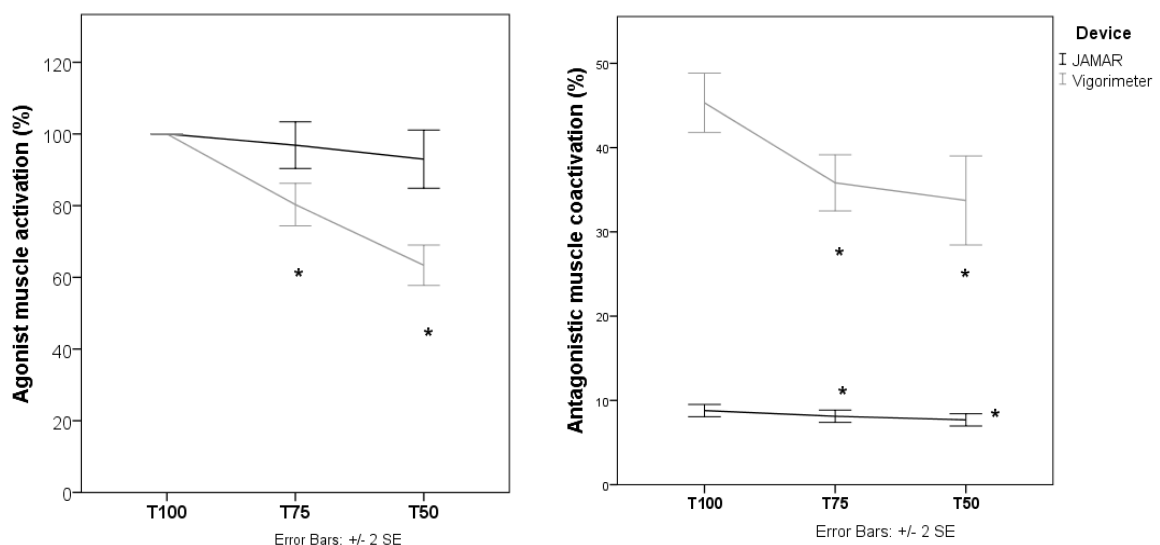 Agonist muscle activation (%)
120
100
80
60
40
20
0
T100 T75 T50
Error Bars: +/- 2 SE
*
*
Antagonistic muscle coactivation (%)
50
40
30
20
10
0
T100 T75 T50
Error Bars: +/- 2 SE
*
*
*
*
Device
JAMAR
Vigorimeter